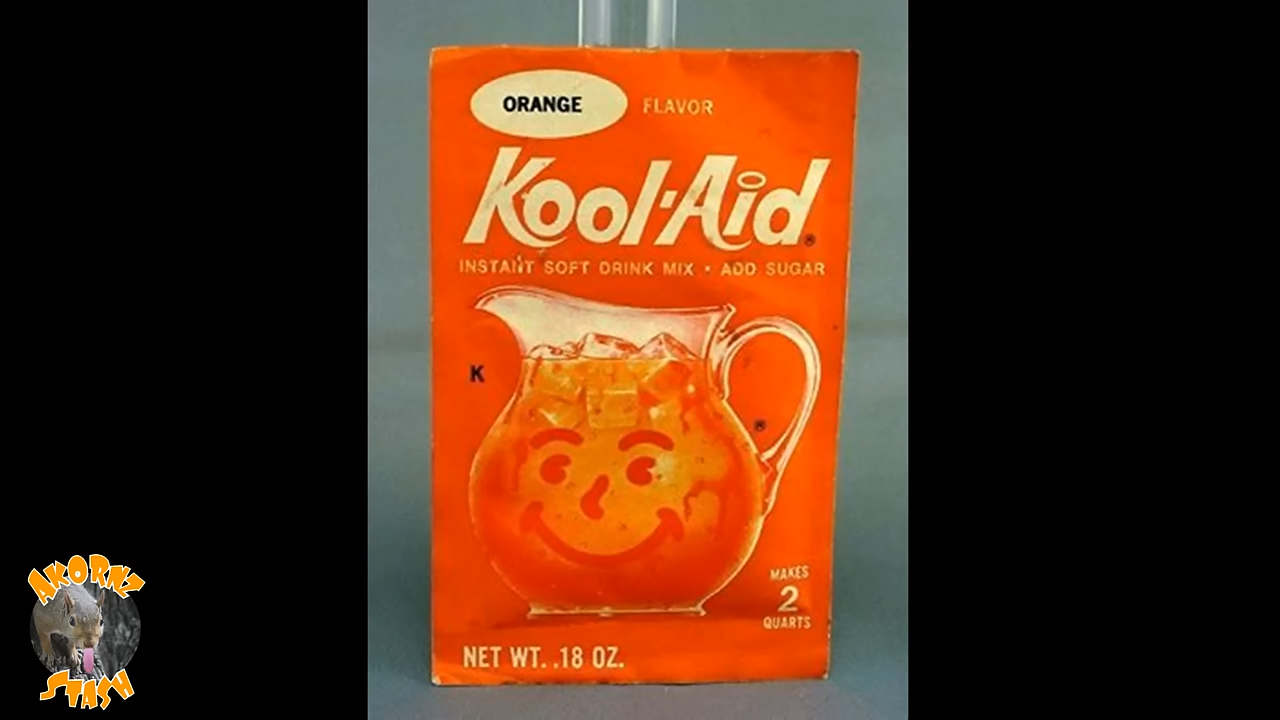 ORANGE FLAVOR
Kool-Aid®
INSTANT SOFT DRINK MIX • ADD SUGAR
K
®
MAKES
2
QUARTS
NET WT. .18 OZ.
AKORNZ
STASH